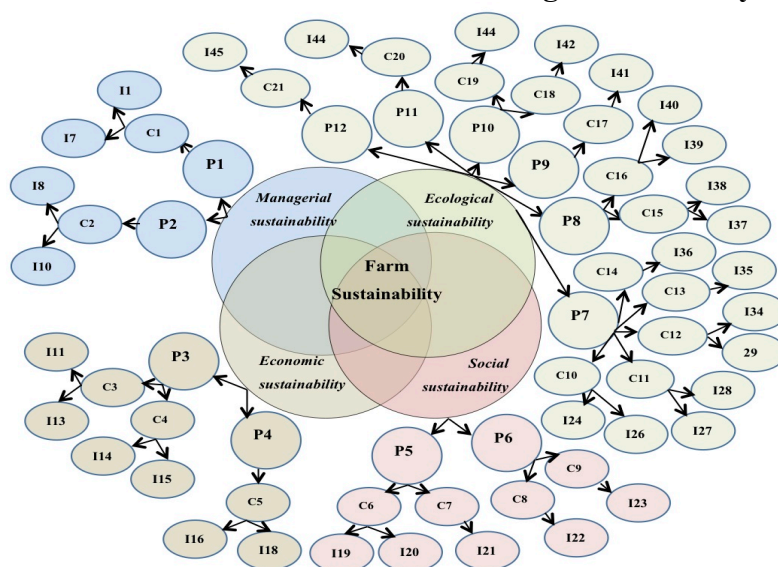 I45
I44
C20
C21
P12
P11
I44
C19
P10
I42
C18
I41
C17
P9
I40
I39
C16
I38
C15
I37
P8
I1
I7
C1
P1
I8
C2
P2
I10
Managerial
sustainability
Ecological
sustainability
Farm
Sustainability
Economic
sustainability
Social
sustainability
P7
C14
I36
C13
I35
C12
I34
29
C10
C11
I28
I24
I26
I27
I11
P3
C3
I13
C4
I14
I15
P4
C5
I16
I18
P5
P6
C6
C7
C8
C9
I19
I20
I21
I22
I23